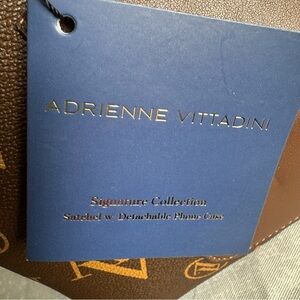 ADRIENNE VITTADINI
Signature Collection
Satchel w. Detachable Phone Case